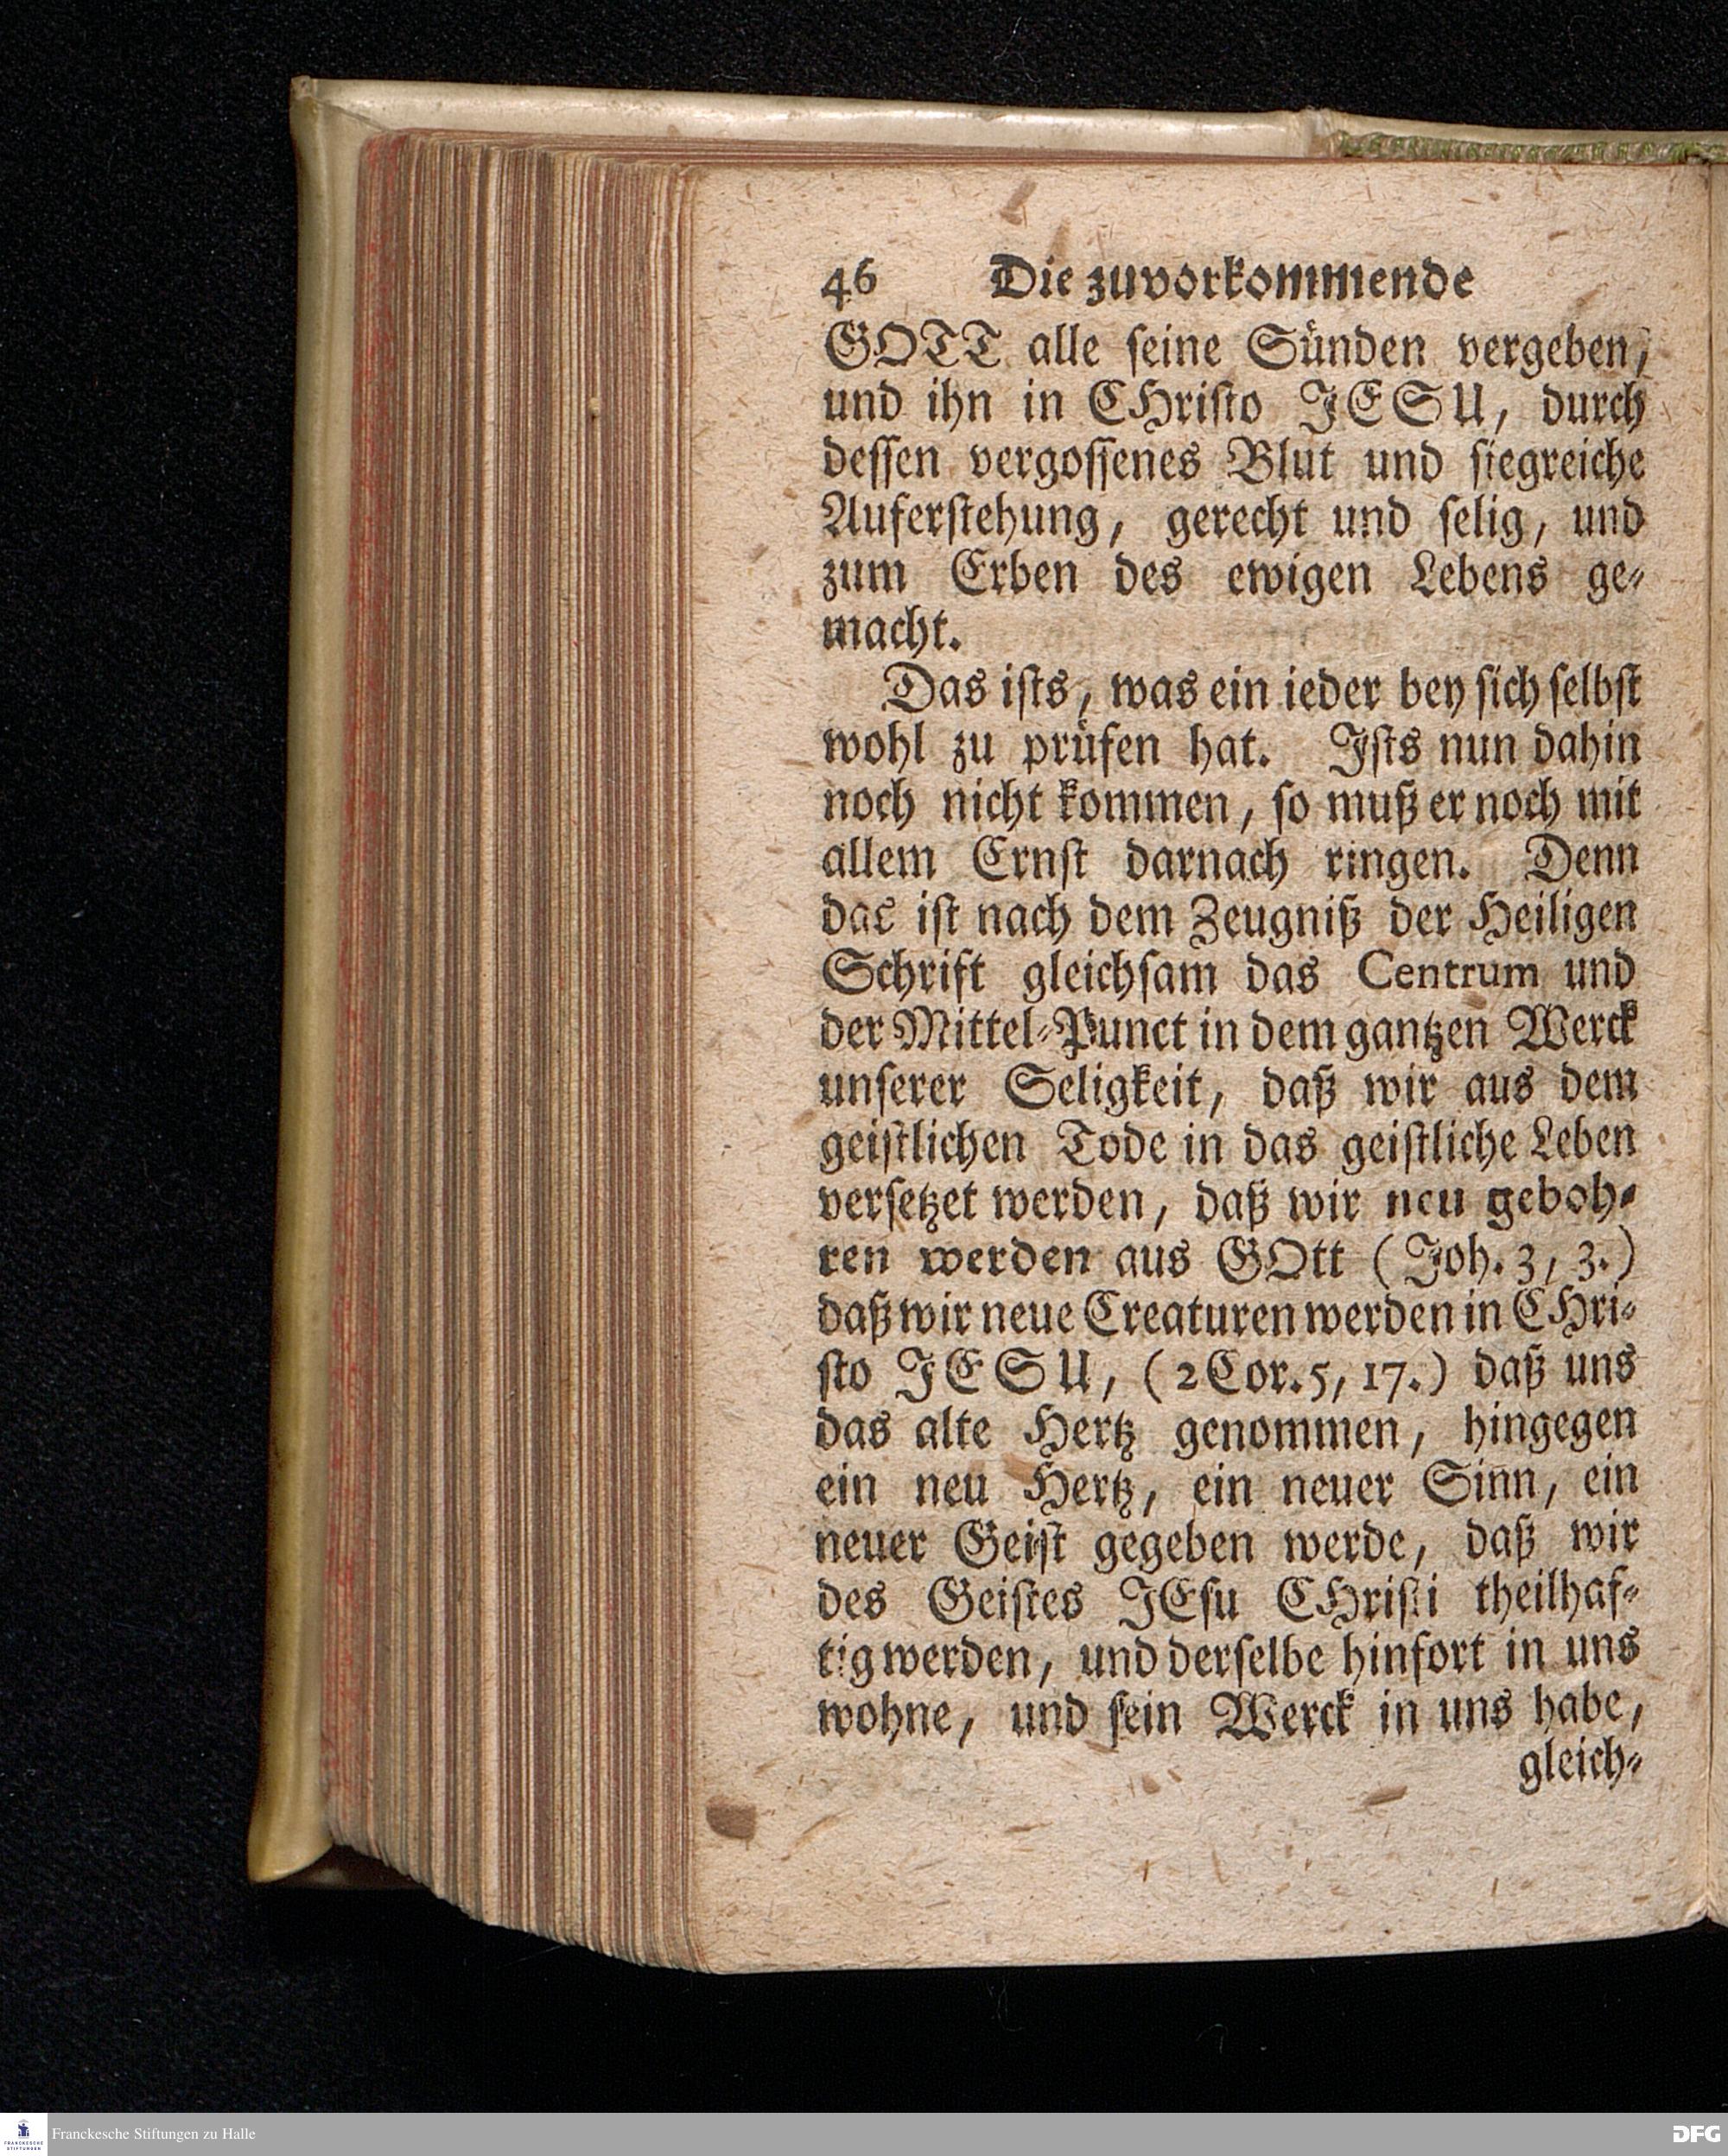 46 Die zuvorkommende
GOTT alle ſeine Sünden vergeben,
und ihn in CHriſto JESU, durch
deſſen vergoſſenes Blut und ſiegreiche
Auferſtehung, gerecht und ſelig, und
zum Erben des ewigen Lebens ge-
macht.
Das iſts, was ein ieder bey ſich ſelbſt
wohl zu prüfen hat. Iſts nun dahin
noch nicht kommen, ſo muß er noch mit
allem Ernſt darnach ringen. Denn
das iſt nach dem Zeugniß der Heiligen
Schrift gleichſam das Centrum und
der Mittel-Punct in dem gantzen Werck
unſerer Seligkeit, daß wir aus dem
geiſtlichen Tode in das geiſtliche Leben
verſetzet werden, daß wir neu geboh-
ren werden aus GOtt (Joh. 3, 3.)
daß wir neue Creaturen werden in CHri-
ſto JESU, (2 Cor. 5, 17.) daß uns
das alte Hertz genommen, hingegen
ein neu Hertz, ein neuer Sinn, ein
neuer Geiſt gegeben werde, daß wir
des Geiſtes JEſu CHriſti theilhaf-
tig werden, und derſelbe hinfort in uns
wohne, und ſein Werck in uns habe,
gleich-
FRANCKESCHE STIFTUNGEN
Franckesche Stiftungen zu Halle
DFG